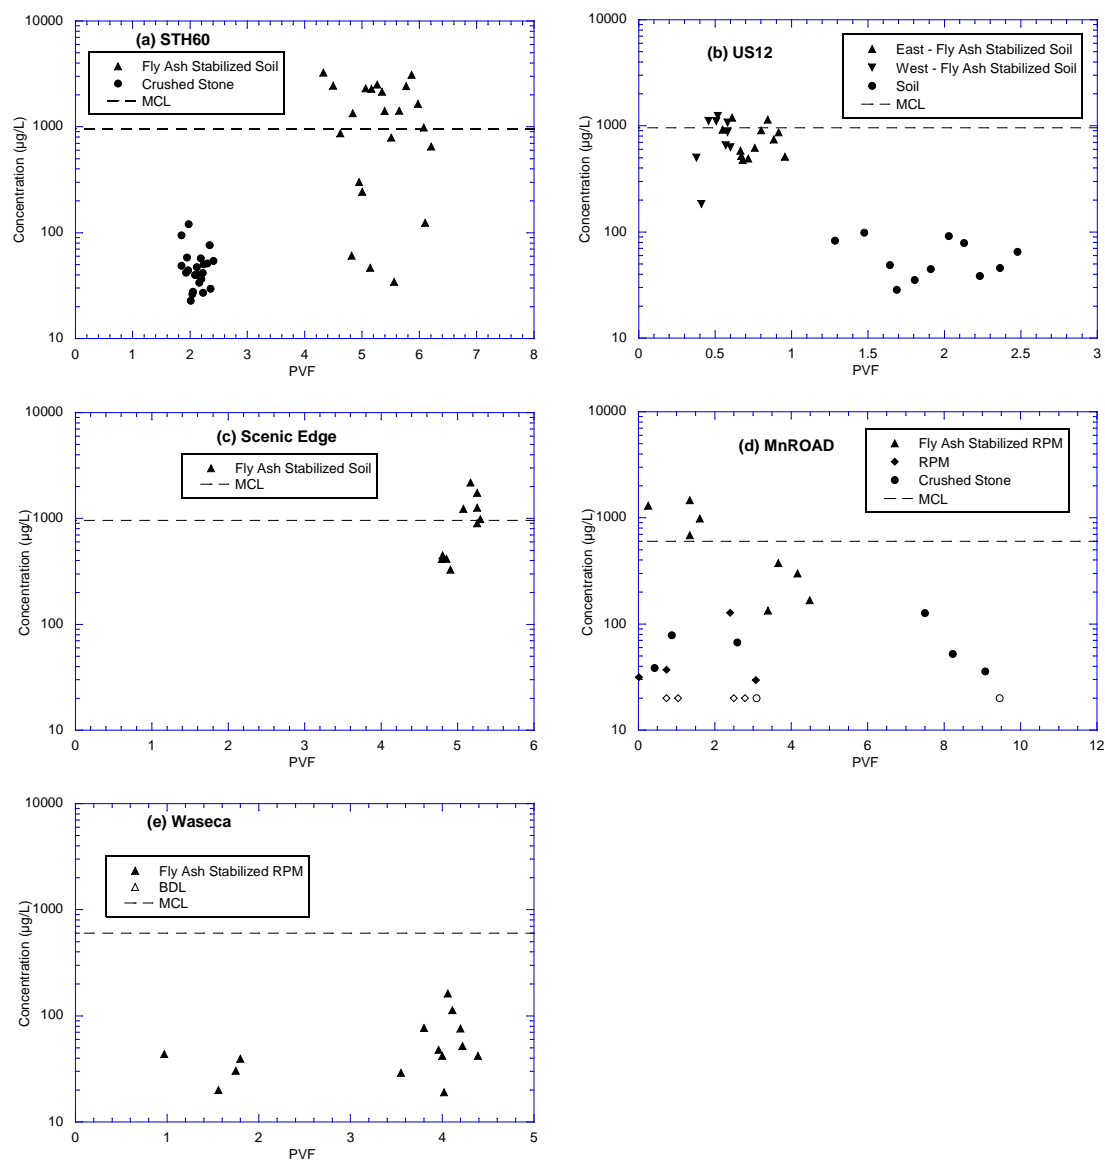 (a) STH60
Fly Ash Stabilized Soil
Crushed Stone
MCL
Concentration (µg/L)
10000
1000
100
10
0 1 2 3 4 5 6 7 8
PVF
(b) US12
East - Fly Ash Stabilized Soil
West - Fly Ash Stabilized Soil
Soil
MCL
Concentration (µg/L)
10000
1000
100
10
0 0.5 1 1.5 2 2.5 3
PVF
(c) Scenic Edge
Fly Ash Stabilized Soil
MCL
Concentration (µg/L)
10000
1000
100
10
0 1 2 3 4 5 6
PVF
(d) MnROAD
Fly Ash Stabilized RPM
RPM
Crushed Stone
MCL
Concentration (µg/L)
10000
1000
100
10
0 2 4 6 8 10 12
PVF
(e) Waseca
Fly Ash Stabilized RPM
BDL
MCL
Concentration (µg/L)
10000
1000
100
10
0 1 2 3 4 5
PVF